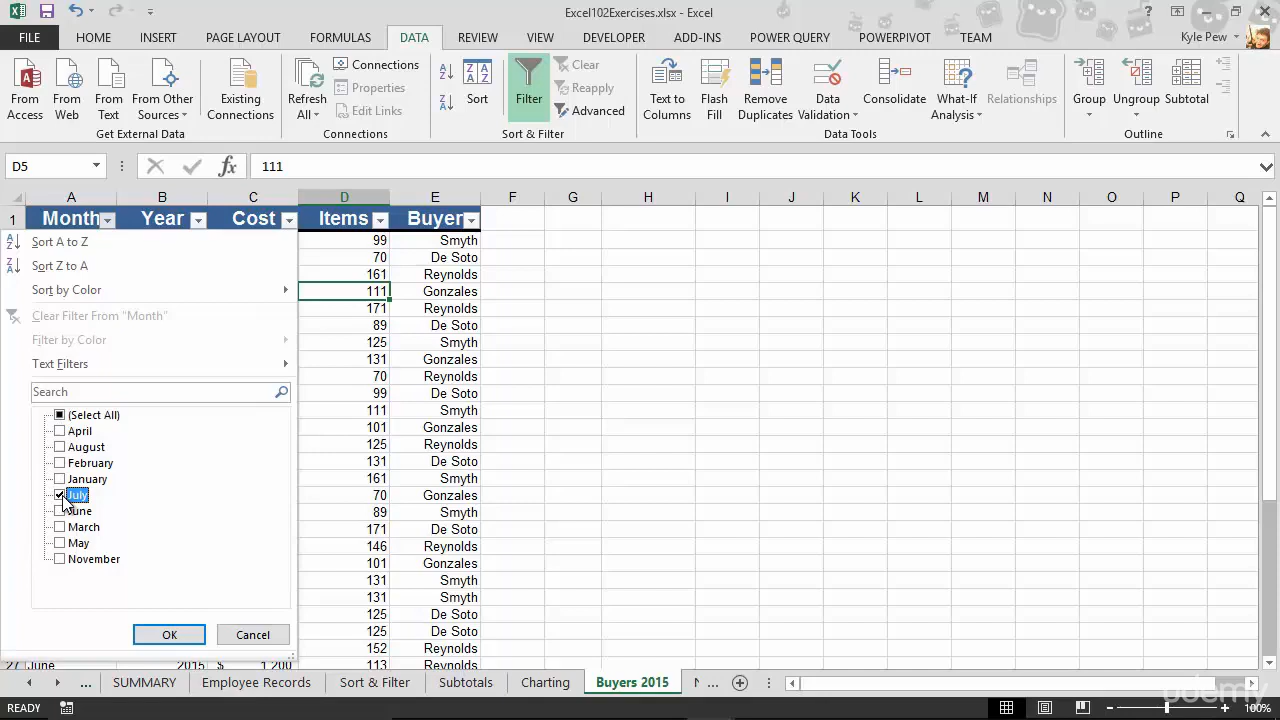 Excel102Exercises.xlsx - Excel
FILE HOME INSERT PAGE LAYOUT FORMULAS DATA REVIEW VIEW DEVELOPER ADD-INS POWER QUERY POWERPIVOT TEAM Kyle Pew
From Access
From Web
From Text
From Other Sources
Existing Connections
Get External Data
Refresh All
Connections
Properties
Edit Links
Connections
Sort
Filter
Clear
Reapply
Advanced
Sort & Filter
Text to Columns
Flash Fill
Remove Duplicates
Data Validation
Consolidate
What-If Analysis
Relationships
Data Tools
Group
Ungroup
Subtotal
Outline
D5 fx 111
A B C D E F G H I J K L M N O P Q
1 Month Year Cost Items Buyer
99 Smyth
70 De Soto
161 Reynolds
111 Gonzales
171 Reynolds
89 De Soto
125 Smyth
131 Gonzales
70 Reynolds
99 De Soto
111 Smyth
101 Gonzales
125 Reynolds
131 De Soto
161 Smyth
70 Gonzales
89 Smyth
171 De Soto
146 Reynolds
101 Gonzales
131 Smyth
131 Smyth
125 De Soto
125 De Soto
152 Reynolds
27 June 2015 $ 1,200 113 Reynolds
Sort A to Z
Sort Z to A
Sort by Color
Clear Filter From "Month"
Filter by Color
Text Filters
Search
(Select All)
April
August
February
January
July
June
March
May
November
OK Cancel
... SUMMARY Employee Records Sort & Filter Subtotals Charting Buyers 2015 ...
READY 100%
udemy